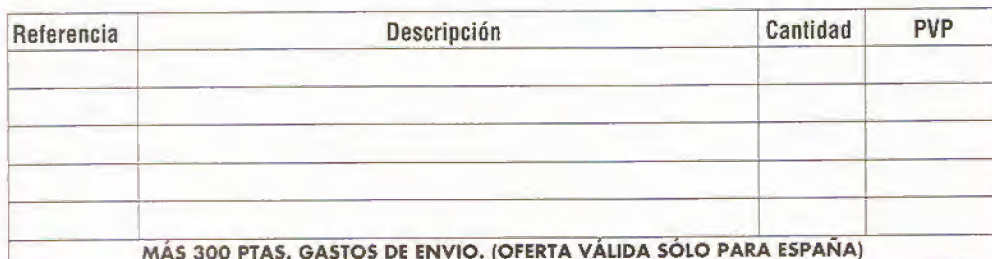 Referencia Descripción Cantidad PVP
MÁS 300 PTAS. GASTOS DE ENVIO. (OFERTA VÁLIDA SÓLO PARA ESPAÑA)